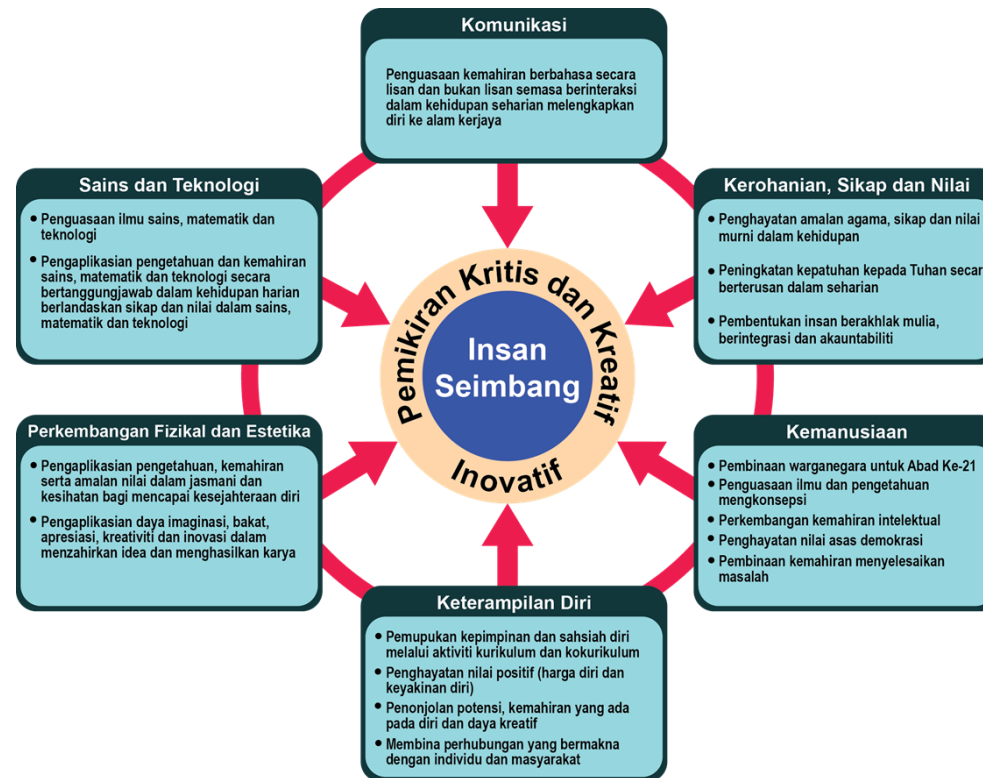 Komunikasi
Penguasaan kemahiran berbahasa secara
lisan dan bukan lisan semasa berinteraksi
dalam kehidupan seharian melengkapkan
diri ke alam kerjaya
Sains dan Teknologi
• Penguasaan ilmu sains, matematik dan
teknologi
• Pengaplikasian pengetahuan dan kemahiran
sains, matematik dan teknologi secara
bertanggungjawab dalam kehidupan harian
berlandaskan sikap dan nilai dalam sains,
matematik dan teknologi
Kerohanian, Sikap dan Nilai
• Penghayatan amalan agama, sikap dan nilai
murni dalam kehidupan
• Peningkatan kepatuhan kepada Tuhan secar
berterusan dalam seharian
• Pembentukan insan berakhlak mulia,
berintegrasi dan akauntabiliti
Pemikiran Kritis dan Kreatif
Insan
Seimbang
Inovatif
Perkembangan Fizikal dan Estetika
• Pengaplikasian pengetahuan, kemahiran
serta amalan nilai dalam jasmani dan
kesihatan bagi mencapai kesejahteraan diri
• Pengaplikasian daya imaginasi, bakat,
apresiasi, kreativiti dan inovasi dalam
menzahirkan idea dan menghasilkan karya
Kemanusiaan
• Pembinaan warganegara untuk Abad Ke-21
• Penguasaan ilmu dan pengetahuan
mengkonsepsi
• Perkembangan kemahiran intelektual
• Penghayatan nilai asas demokrasi
• Pembinaan kemahiran menyelesaikan
masalah
Keterampilan Diri
• Pemupukan kepimpinan dan sahsiah diri
melalui aktiviti kurikulum dan kokurikulum
• Penghayatan nilai positif (harga diri dan
keyakinan diri)
• Penonjolan potensi, kemahiran yang ada
pada diri dan daya kreatif
• Membina perhubungan yang bermakna
dengan individu dan masyarakat